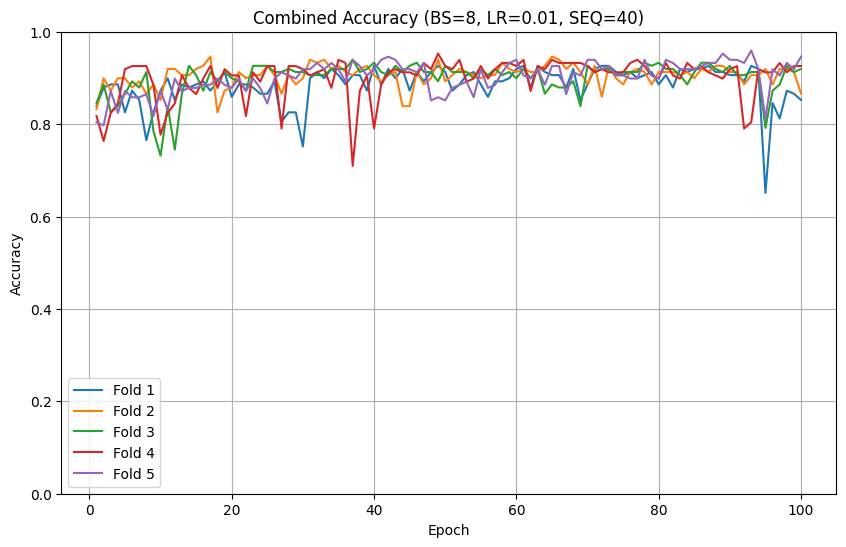 Combined Accuracy (BS=8, LR=0.01, SEQ=40)
1.0
0.8
0.6
0.4
0.2
0.0
Accuracy
Fold 1
Fold 2
Fold 3
Fold 4
Fold 5
0 20 40 60 80 100
Epoch